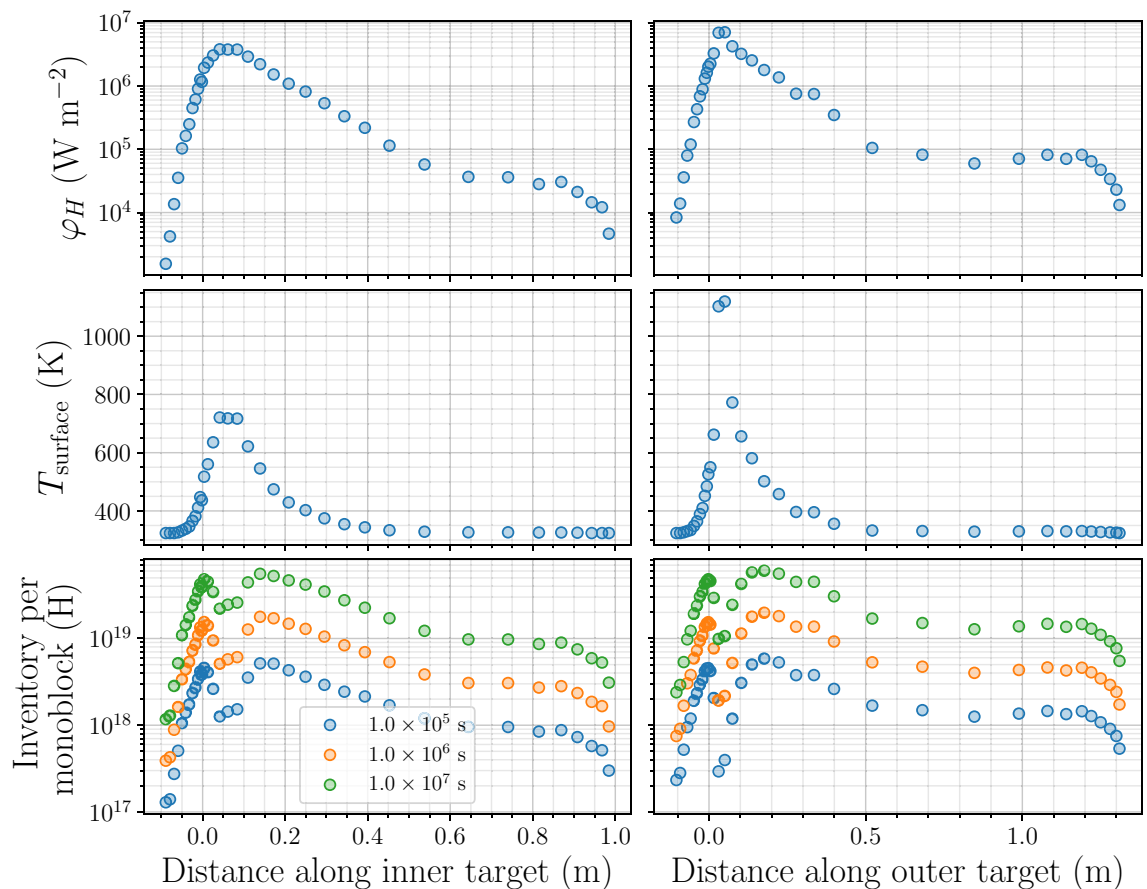 10⁷
10⁶
10⁵
10⁴
φ_H (W m⁻²)
1000
800
600
400
T_surface (K)
10¹⁹
10¹⁸
10¹⁷
Inventory per
monoblock (H)
1.0 × 10⁵ s
1.0 × 10⁶ s
1.0 × 10⁷ s
0.0 0.2 0.4 0.6 0.8 1.0
0.0 0.5 1.0
Distance along inner target (m)
Distance along outer target (m)